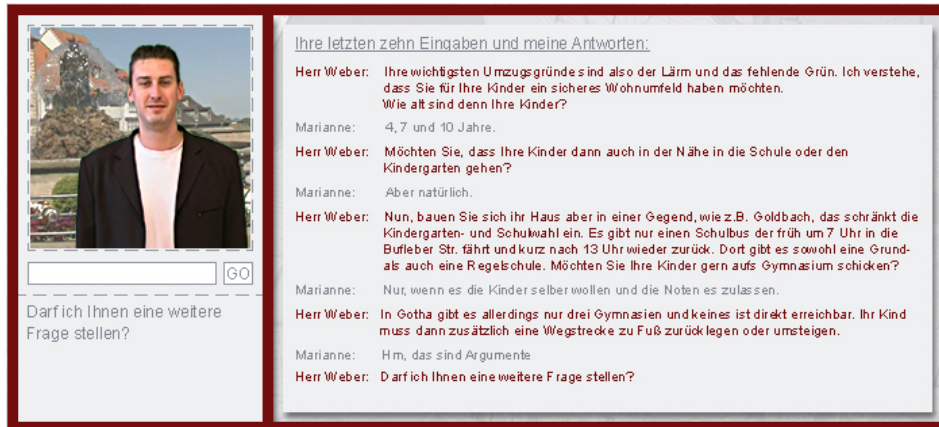 GO
Darf ich Ihnen eine weitere
Frage stellen?
Ihre letzten zehn Eingaben und meine Antworten:
Herr Weber: Ihre wichtigsten Umzugsgründe sind also der Lärm und das fehlende Grün. Ich verstehe,
dass Sie für Ihre Kinder ein sicheres Wohnumfeld haben möchten.
Wie alt sind denn Ihre Kinder?
Marianne: 4, 7 und 10 Jahre.
Herr Weber: Möchten Sie, dass Ihre Kinder dann auch in der Nähe in die Schule oder den
Kindergarten gehen?
Marianne: Aber natürlich.
Herr Weber: Nun, bauen Sie sich ihr Haus aber in einer Gegend, wie z.B. Goldbach, das schränkt die
Kindergarten- und Schulwahl ein. Es gibt nur einen Schulbus der früh um 7 Uhr in die
Bufleber Str. fährt und kurz nach 13 Uhr wieder zurück. Dort gibt es sowohl eine Grund-
als auch eine Regelschule. Möchten Sie Ihre Kinder gern aufs Gymnasium schicken?
Marianne: Nur, wenn es die Kinder selber wollen und die Noten es zulassen.
Herr Weber: In Gotha gibt es allerdings nur drei Gymnasien und keines ist direkt erreichbar. Ihr Kind
muss dann zusätzlich eine Wegstrecke zu Fuß zurücklegen oder umsteigen.
Marianne: Hm, das sind Argumente
Herr Weber: Darf ich Ihnen eine weitere Frage stellen?